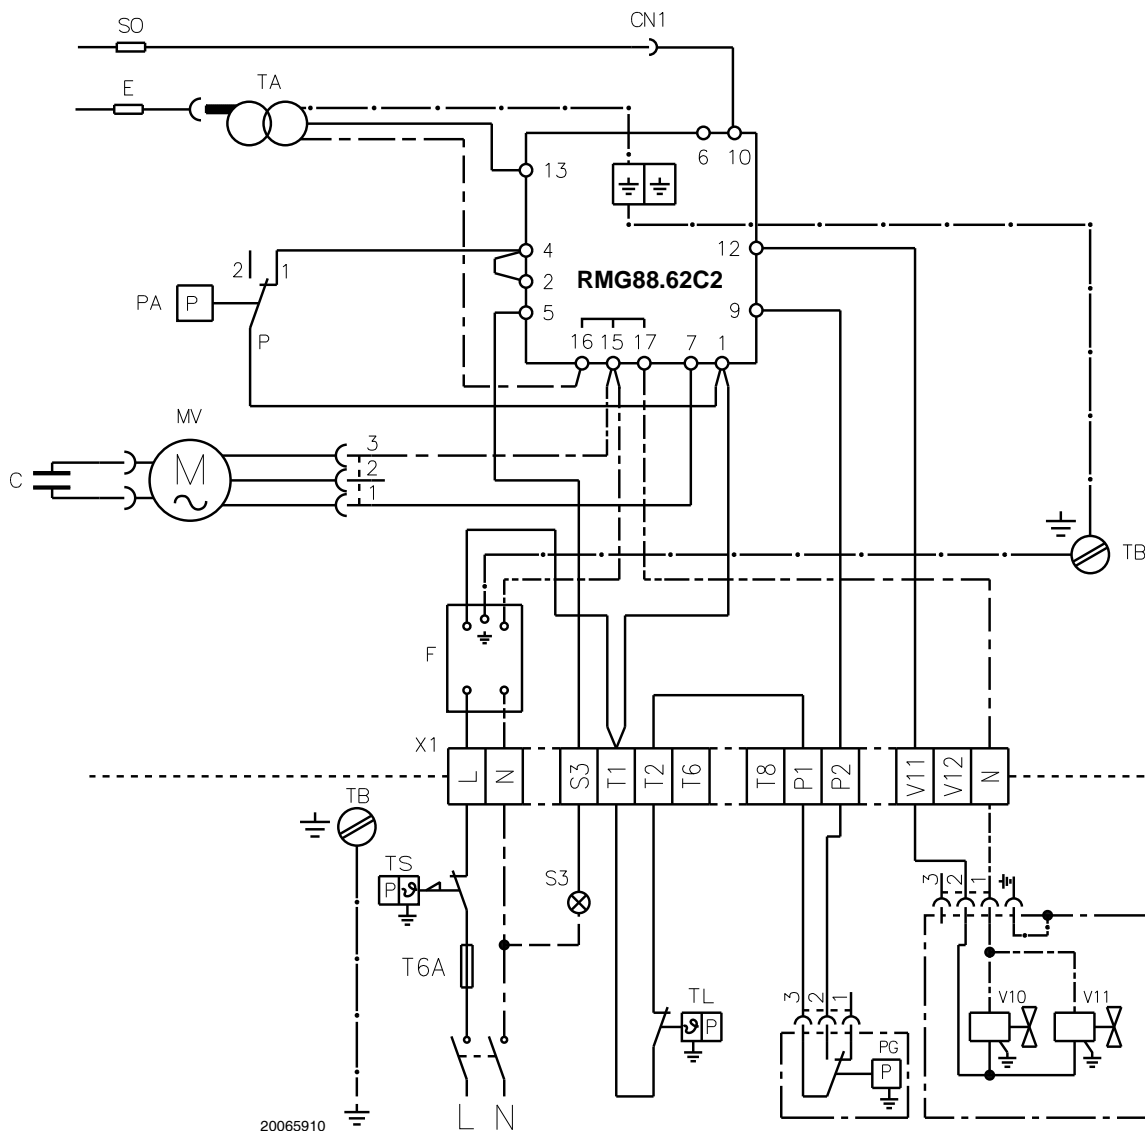 SO
CN1
E
TA
6 10
13
4
12
2 1
2
RMG88.62C2
PA P
5
9
P
16 15 17 7 1
MV
3
C
M
2
1
TB
F
X1
L N S3 T1 T2 T6 T8 P1 P2 V11 V12 N
TB
TS
P ϑ
S3
3 2 1
T6A
TL
ϑ P
3 2 1
V10 V11
PG
P
L N
20065910